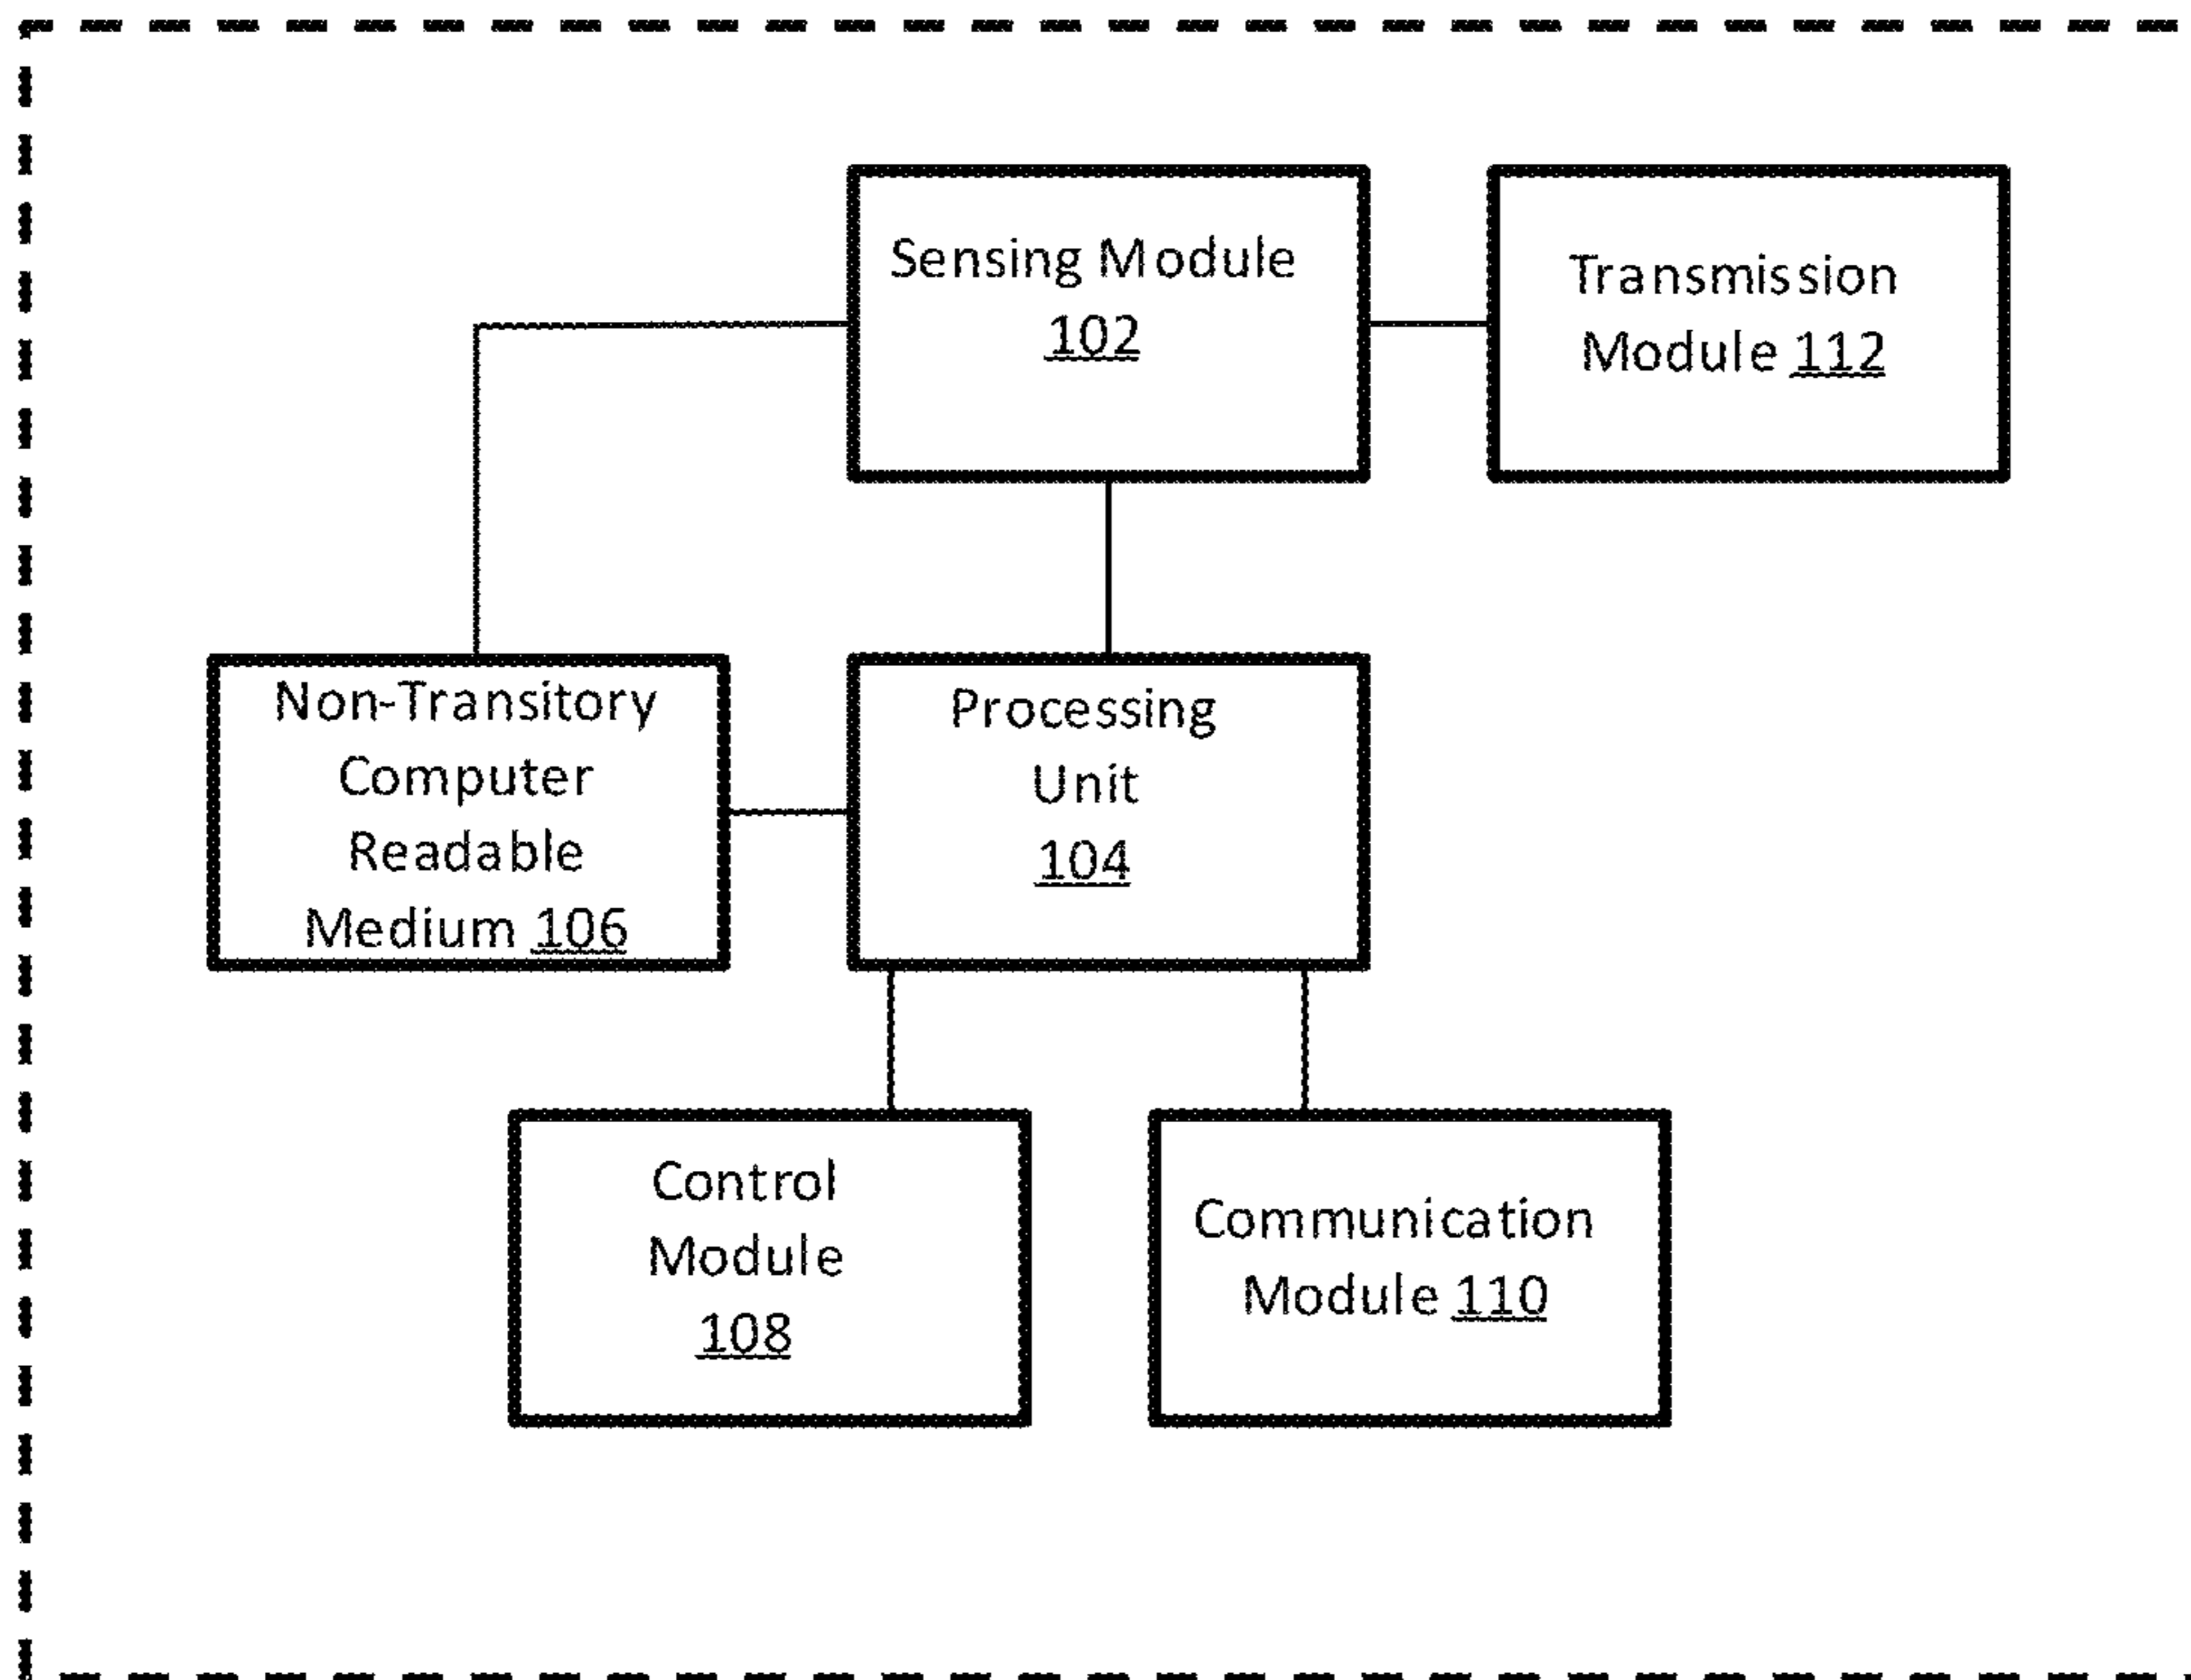 Sensing Module
102
Transmission
Module 112
Non-Transitory
Computer
Readable
Medium 106
Processing
Unit
104
Control
Module
108
Communication
Module 110